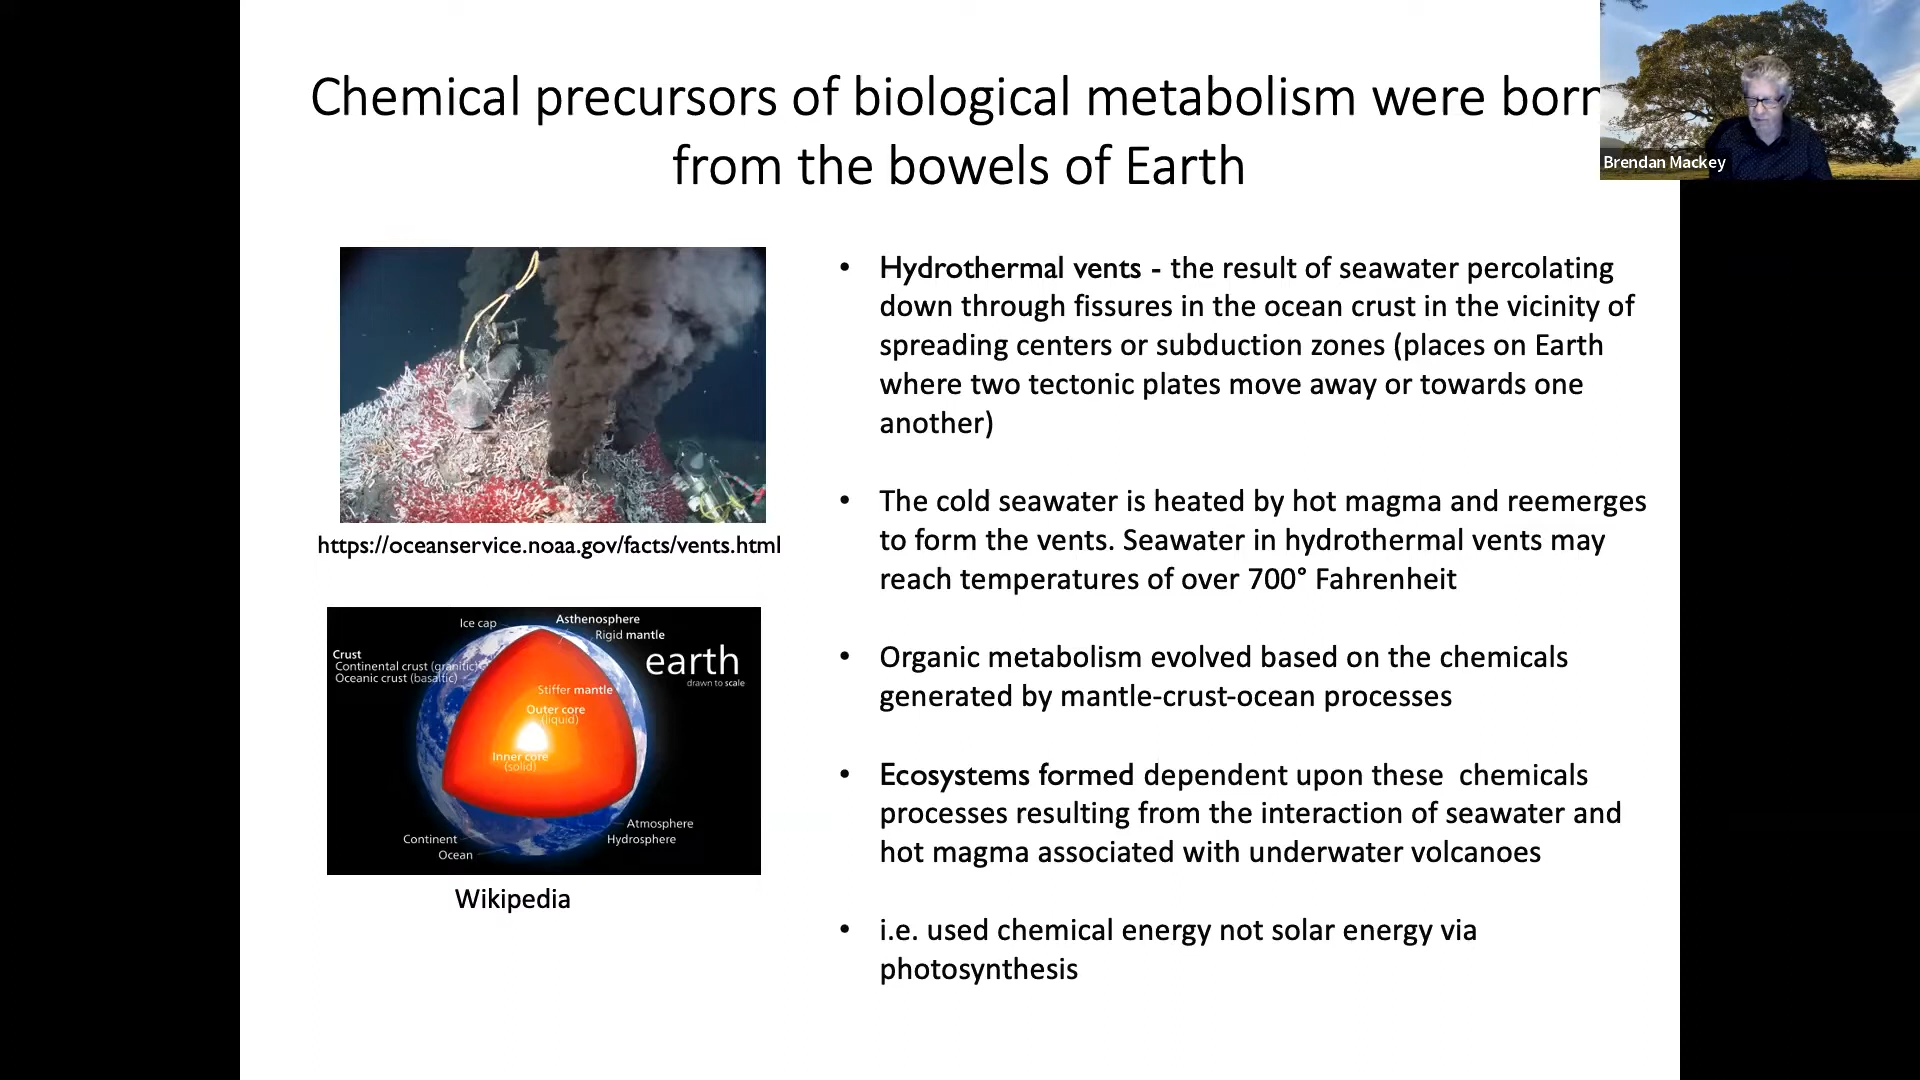 Chemical precursors of biological metabolism were born
from the bowels of Earth
Brendan Mackey
https://oceanservice.noaa.gov/facts/vents.html
Ice cap
Asthenosphere
Rigid mantle
Crust
Continental crust (granitic)
Oceanic crust (basaltic)
earth
drawn to scale
Stiffer mantle
Outer core
(liquid)
Inner core
(solid)
Atmosphere
Continent
Hydrosphere
Ocean
Wikipedia
• Hydrothermal vents - the result of seawater percolating
down through fissures in the ocean crust in the vicinity of
spreading centers or subduction zones (places on Earth
where two tectonic plates move away or towards one
another)
• The cold seawater is heated by hot magma and reemerges
to form the vents. Seawater in hydrothermal vents may
reach temperatures of over 700° Fahrenheit
• Organic metabolism evolved based on the chemicals
generated by mantle-crust-ocean processes
• Ecosystems formed dependent upon these chemicals
processes resulting from the interaction of seawater and
hot magma associated with underwater volcanoes
• i.e. used chemical energy not solar energy via
photosynthesis